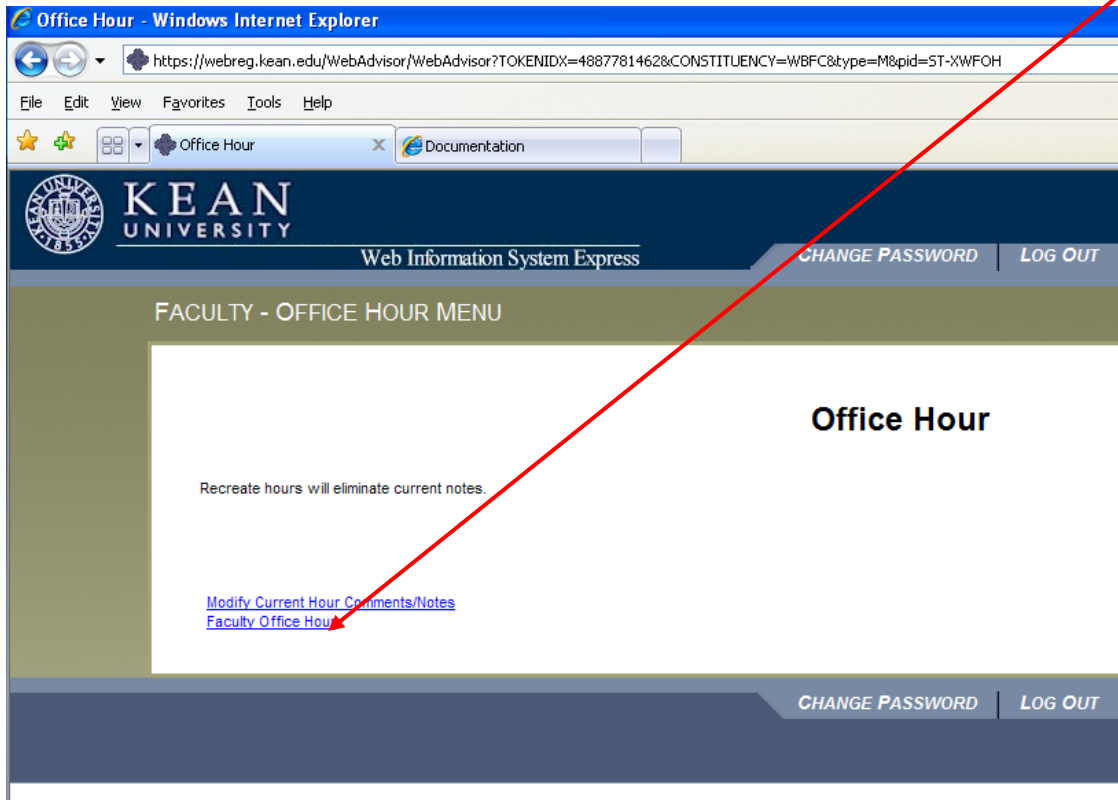 Office Hour - Windows Internet Explorer
https://webreg.kean.edu/WebAdvisor/WebAdvisor?TOKENIDX=4887781462&CONSTITUENCY=WBFC&type=M&pid=ST-XWFOH
File Edit View Favorites Tools Help
Office Hour Documentation
KEAN
UNIVERSITY
Web Information System Express
CHANGE PASSWORD LOG OUT
FACULTY - OFFICE HOUR MENU
Office Hour
Recreate hours will eliminate current notes.
Modify Current Hour Comments/Notes
Faculty Office Hour
CHANGE PASSWORD LOG OUT